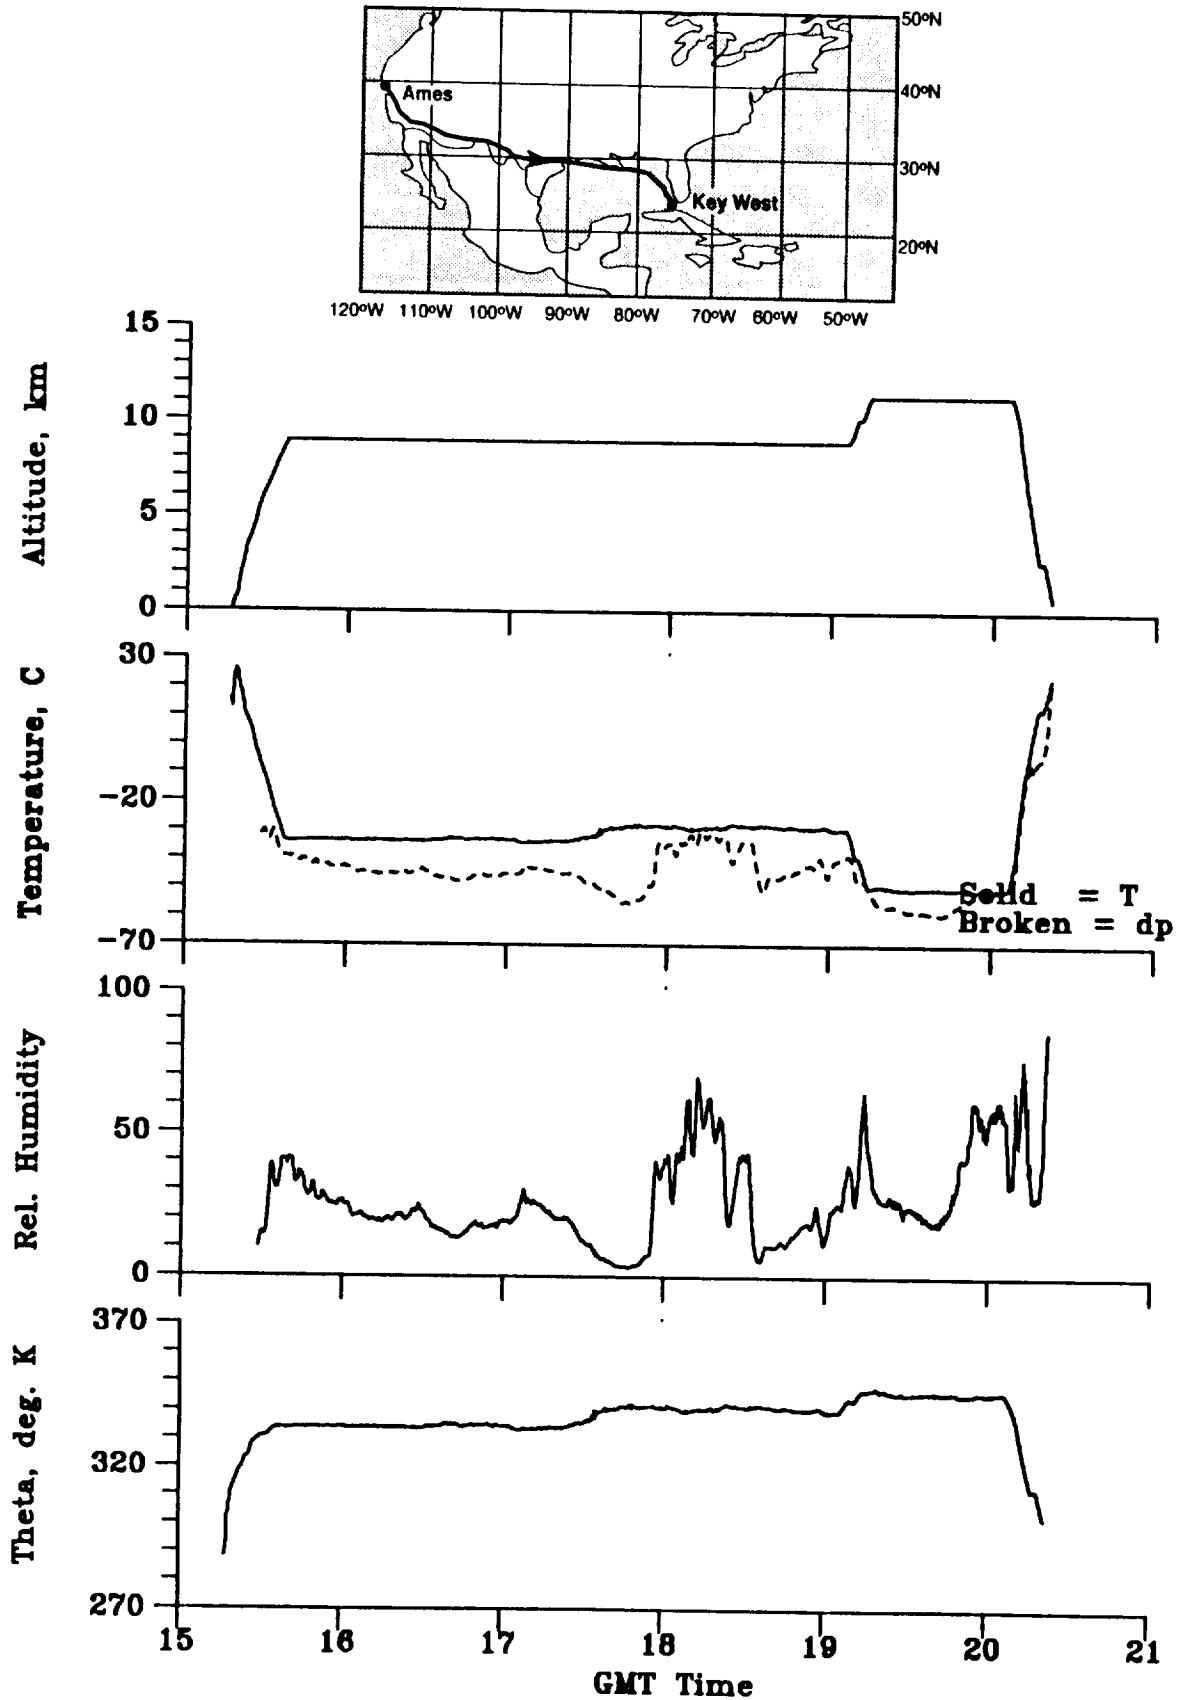 50°N
Ames
40°N
30°N
Key West
20°N
120°W 110°W 100°W 90°W 80°W 70°W 60°W 50°W
Altitude, km
15
10
5
0
Temperature, C
30
-20
-70
Solid = T
Broken = dp
Rel. Humidity
100
50
0
Theta, deg. K
370
320
270
15 16 17 18 19 20 21
GMT Time